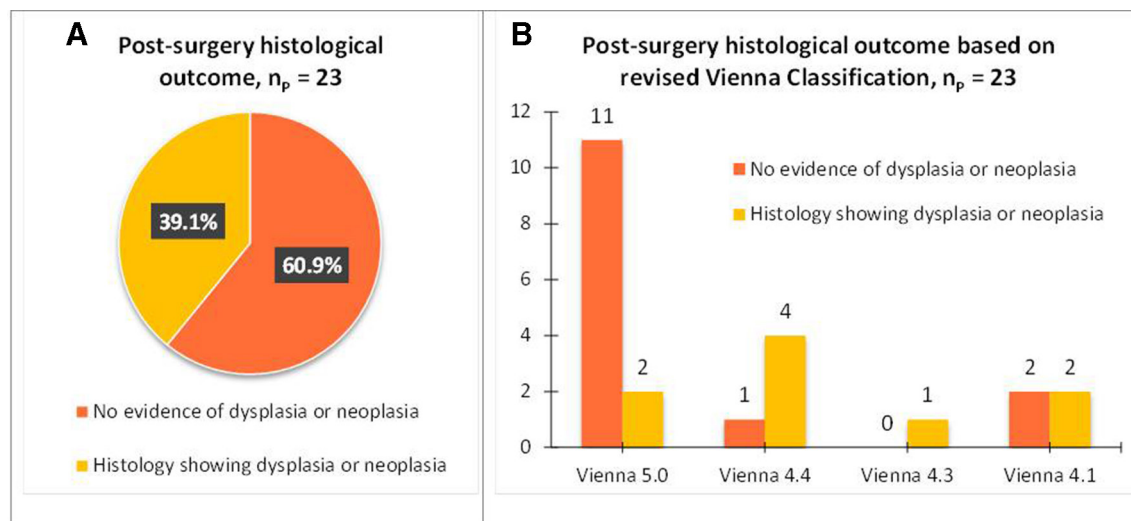 A
Post-surgery histological
outcome, nₚ = 23
39.1%
60.9%
No evidence of dysplasia or neoplasia
Histology showing dysplasia or neoplasia
B
Post-surgery histological outcome based on
revised Vienna Classification, nₚ = 23
12
10
8
6
4
2
0
11
2
1
4
0
1
2
2
No evidence of dysplasia or neoplasia
Histology showing dysplasia or neoplasia
Vienna 5.0
Vienna 4.4
Vienna 4.3
Vienna 4.1